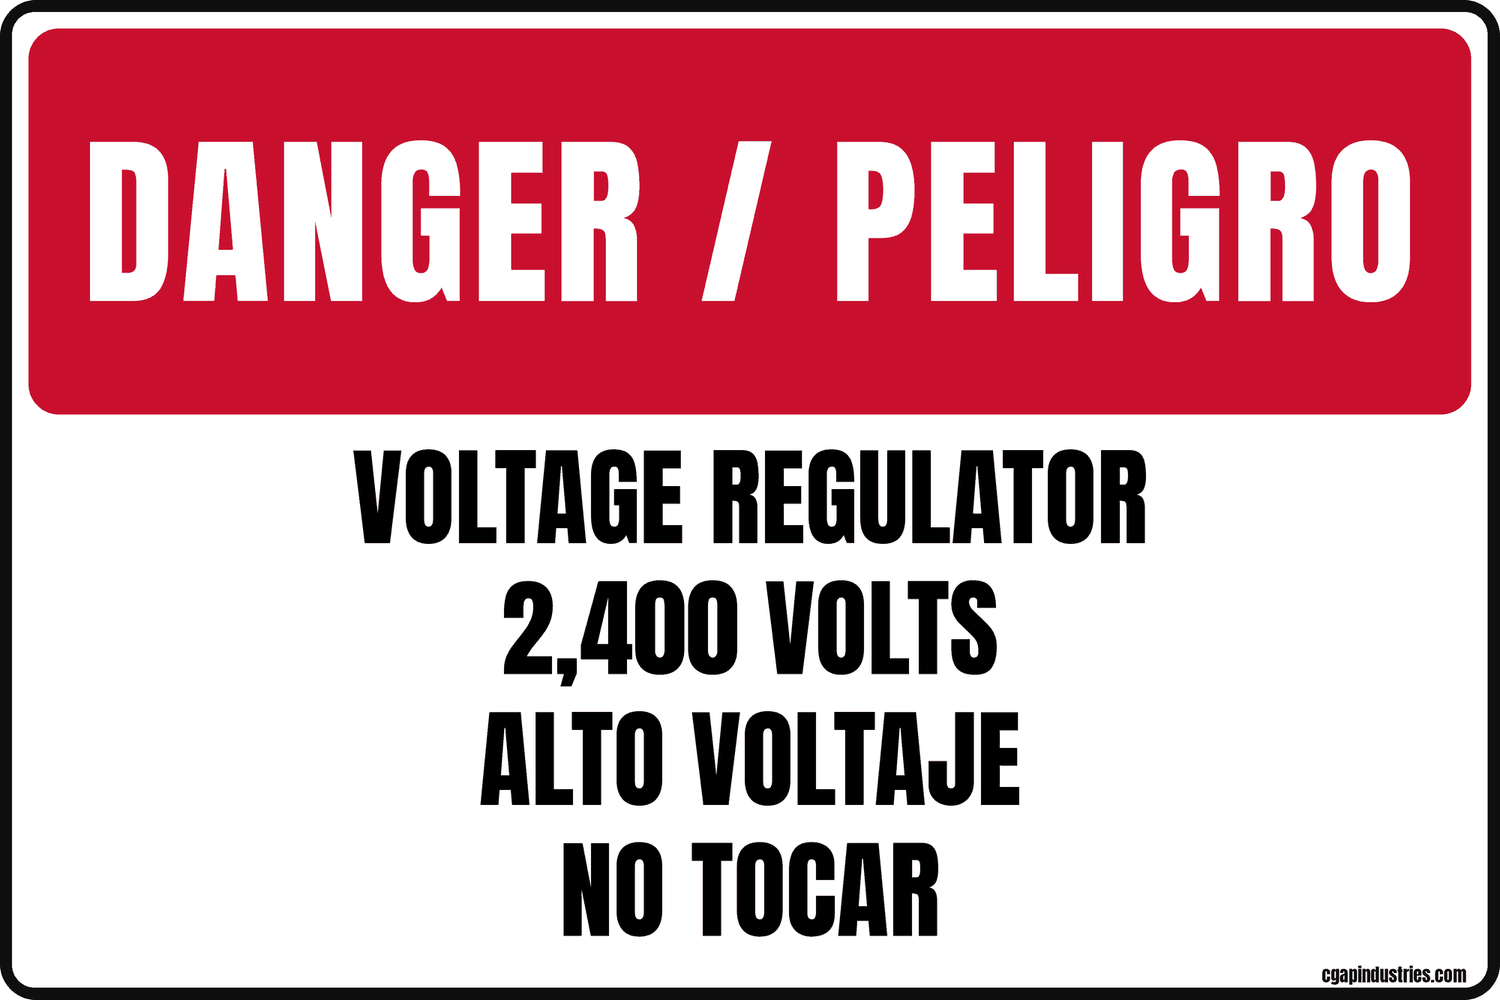 DANGER / PELIGRO
VOLTAGE REGULATOR
2,400 VOLTS
ALTO VOLTAJE
NO TOCAR
cgapindustries.com